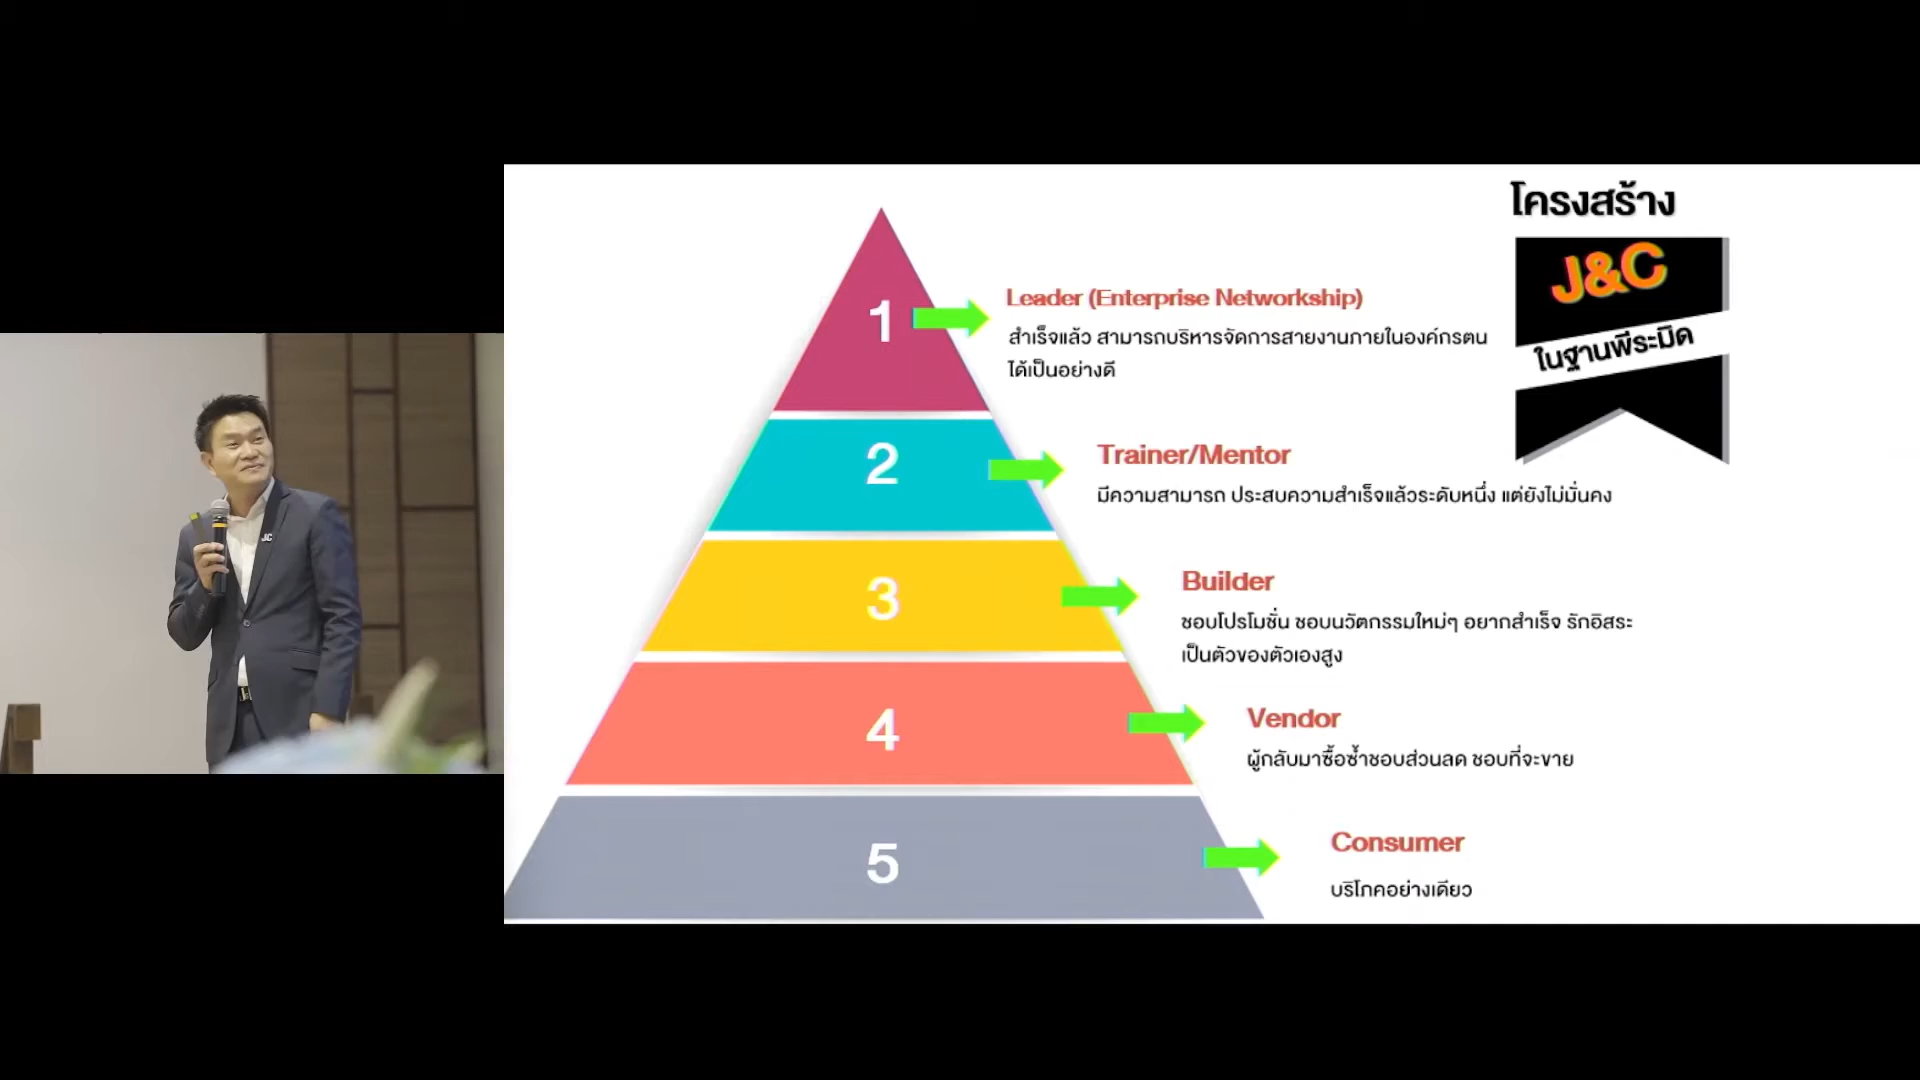 โครงสร้าง
J&C
ในฐานพีระมิด
1
Leader (Enterprise Networkship)
สำเร็จแล้ว สามารถบริหารจัดการสายงานภายในองค์กรตน
ได้เป็นอย่างดี
2
Trainer/Mentor
มีความสามารถ ประสบความสำเร็จแล้วระดับหนึ่ง แต่ยังไม่มั่นคง
3
Builder
ชอบโปรโมชั่น ชอบนวัตกรรมใหม่ๆ อยากสำเร็จ รักอิสระ
เป็นตัวของตัวเองสูง
4
Vendor
ผู้กลับมาซื้อซ้ำชอบส่วนลด ชอบที่จะขาย
5
Consumer
บริโภคอย่างเดียว
JC